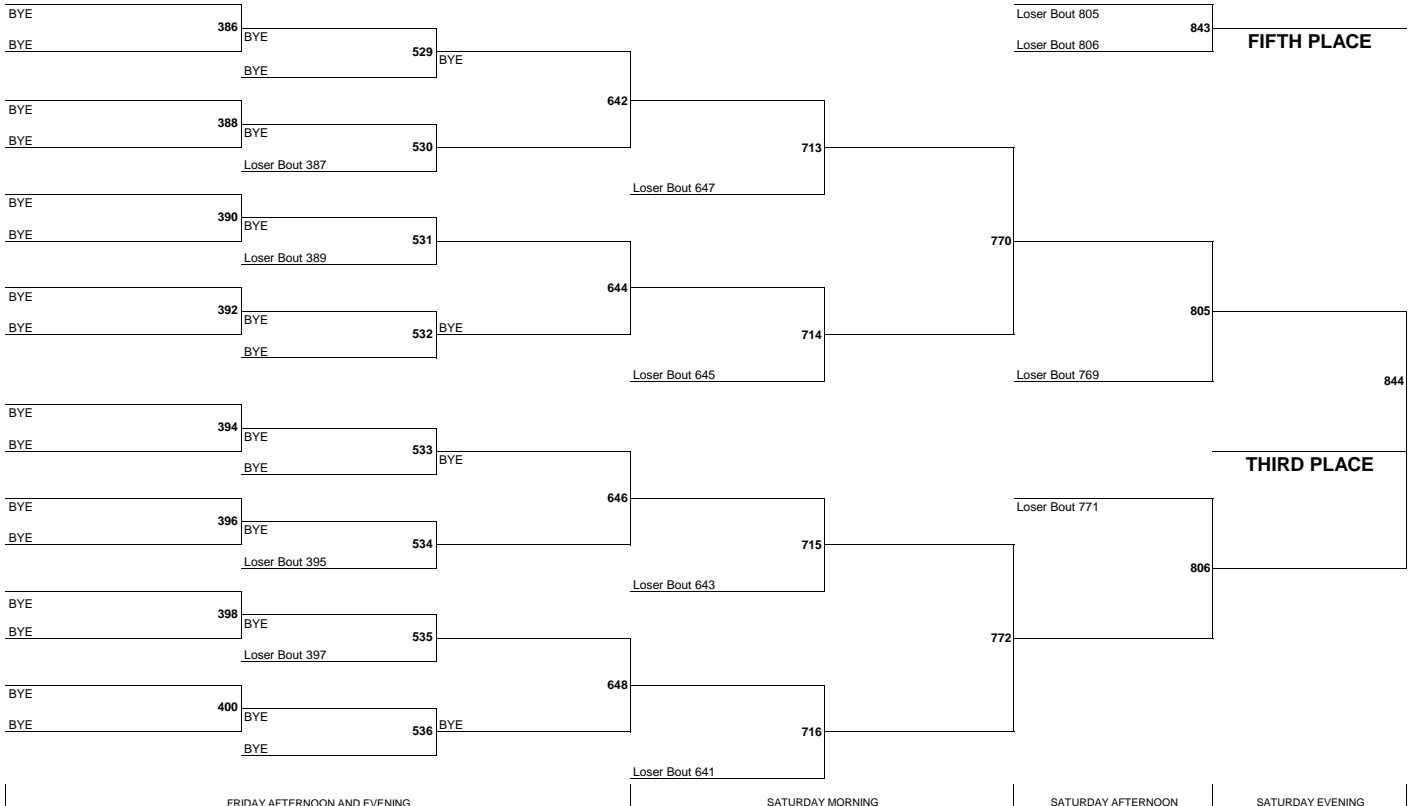 BYE
386
BYE
BYE
529
BYE
BYE
642
BYE
388
BYE
BYE
530
Loser Bout 387
713
Loser Bout 647
BYE
390
BYE
BYE
531
Loser Bout 389
644
BYE
392
BYE
BYE
532
BYE
BYE
714
Loser Bout 645
770
805
Loser Bout 769
BYE
394
BYE
BYE
533
BYE
BYE
646
BYE
396
BYE
BYE
534
Loser Bout 395
715
Loser Bout 643
BYE
398
BYE
BYE
535
Loser Bout 397
648
BYE
400
BYE
BYE
536
BYE
BYE
716
Loser Bout 641
772
Loser Bout 771
806
844
THIRD PLACE
Loser Bout 805
843
Loser Bout 806
FIFTH PLACE
FRIDAY AFTERNOON AND EVENING
SATURDAY MORNING
SATURDAY AFTERNOON
SATURDAY EVENING